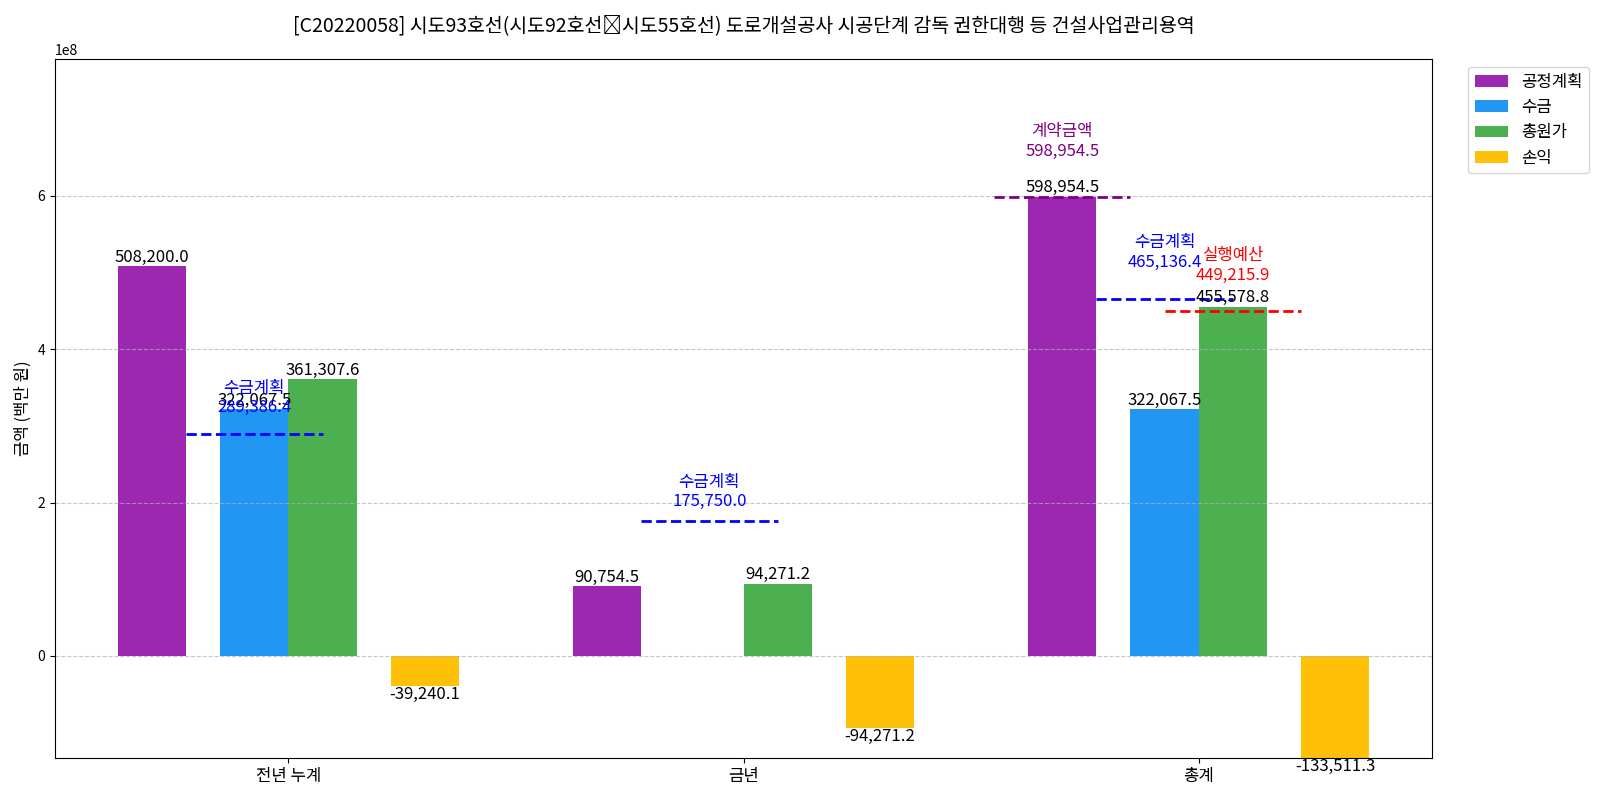 [C20220058] 시도93호선(시도92호선시도55호선) 도로개설공사 시공단계 감독 권한대행 등 건설사업관리용역
1e8
공정계획
수금
총원가
손익
금액 (백만 원)
6
4
2
0
계약금액
598,954.5
598,954.5
수금계획
465,136.4
실행예산
449,215.9
455,578.8
508,200.0
361,307.6
수금계획
322,067.5
289,386.4
322,067.5
수금계획
175,750.0
90,754.5
94,271.2
-39,240.1
-94,271.2
-133,511.3
전년 누계
금년
총계